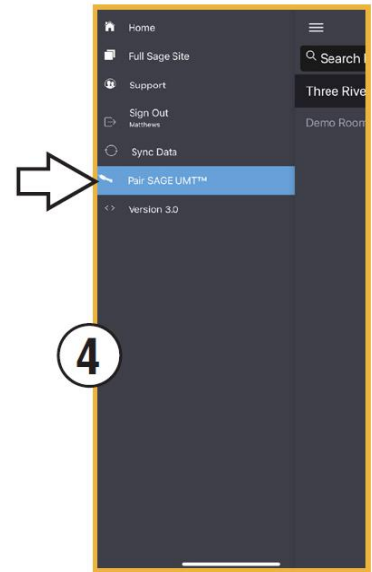 Home
Full Sage Site
Support
Sign Out
Matthews
Sync Data
Pair SAGE UMT™
Version 3.0
Search
Three Rive
Demo Room
4